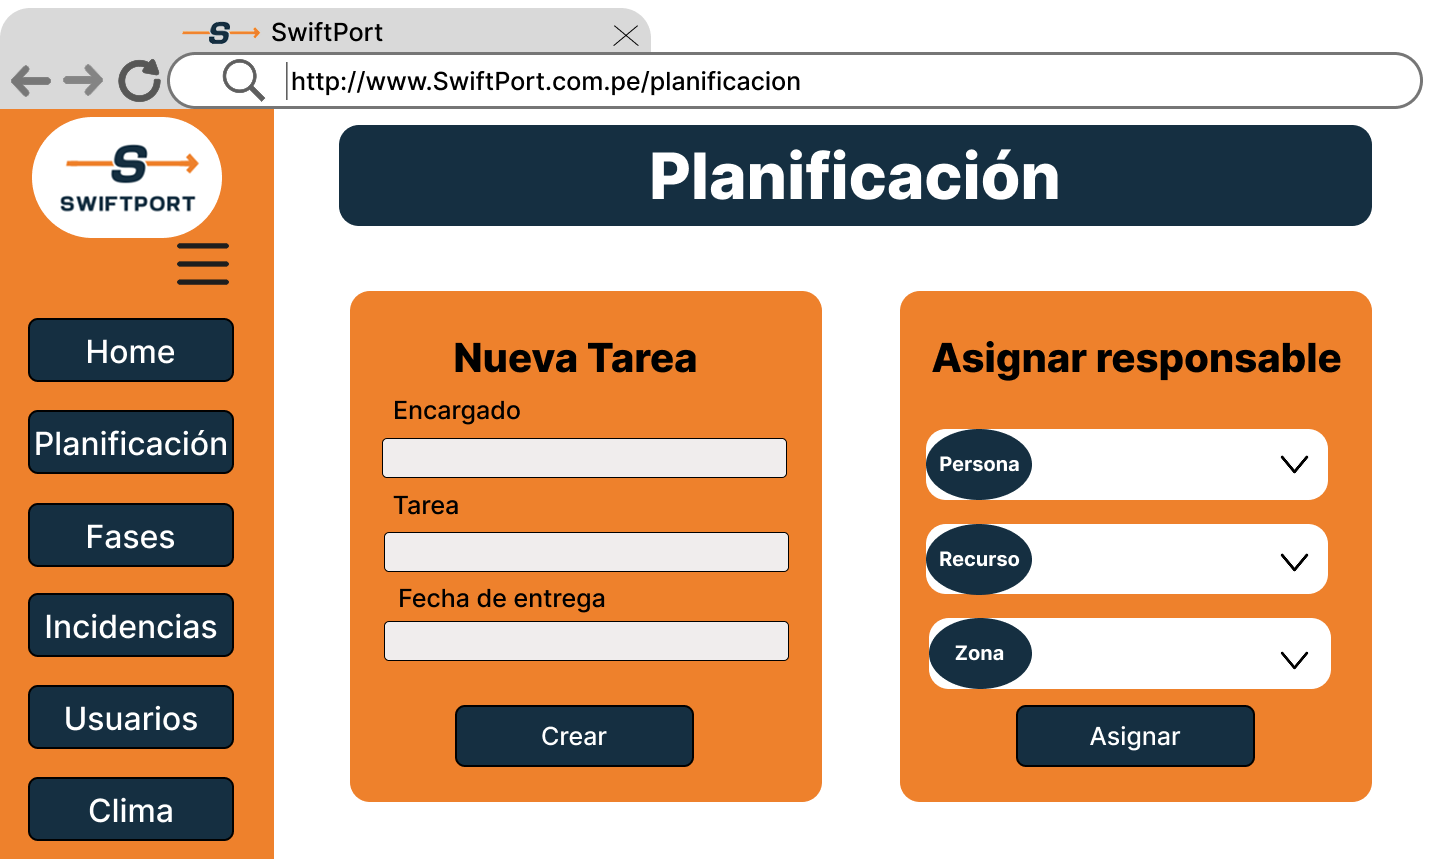 SwiftPort
http://www.SwiftPort.com.pe/planificacion
S
SWIFTPORT
Home
Planificación
Fases
Incidencias
Usuarios
Clima
Planificación
Nueva Tarea
Encargado
Tarea
Fecha de entrega
Crear
Asignar responsable
Persona
Recurso
Zona
Asignar